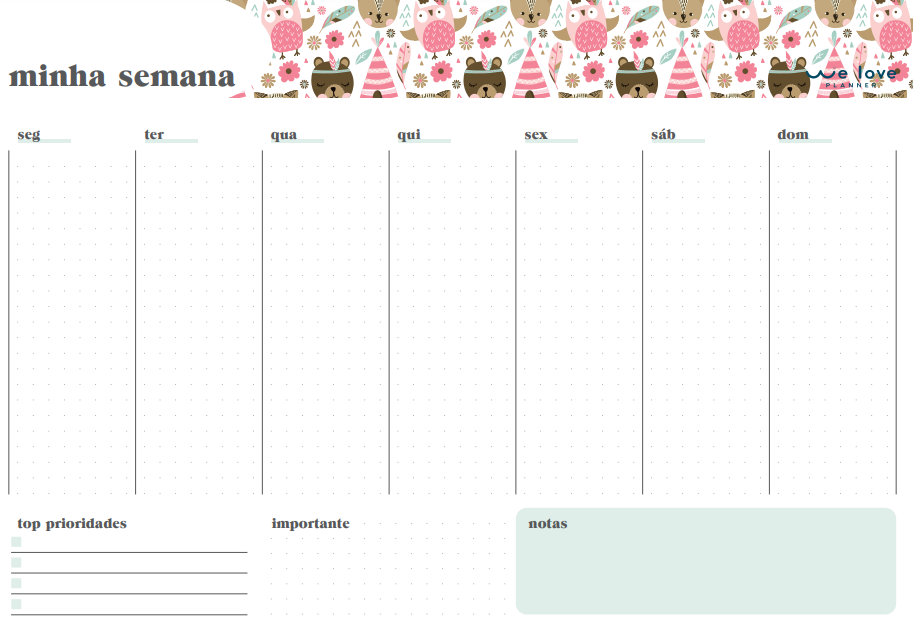 minha semana
we love
PLANNER
seg ter qua qui sex sáb dom
top prioridades importante notas